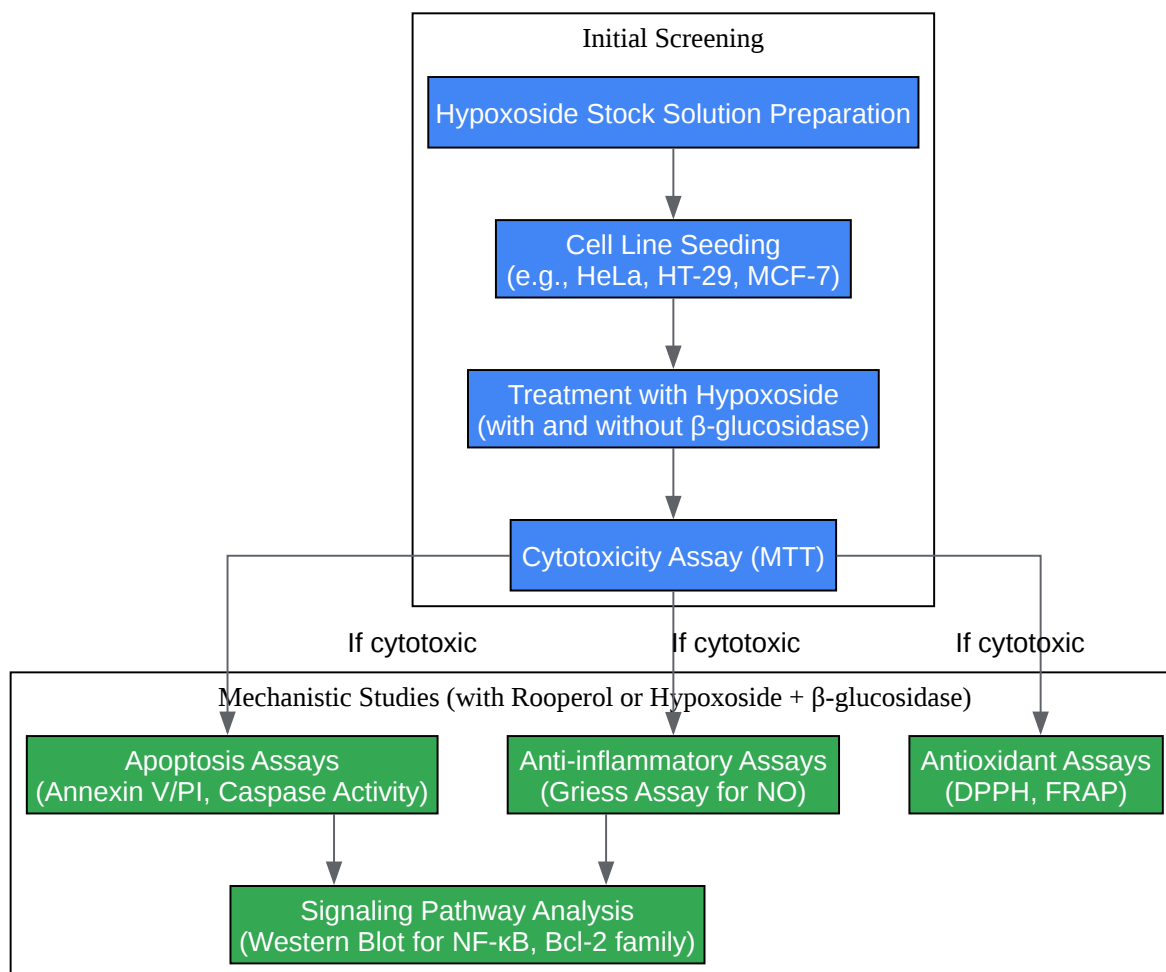 Initial Screening
Hypoxoside Stock Solution Preparation
Cell Line Seeding
(e.g., HeLa, HT-29, MCF-7)
Treatment with Hypoxoside
(with and without β-glucosidase)
Cytotoxicity Assay (MTT)
If cytotoxic
If cytotoxic
If cytotoxic
Mechanistic Studies (with Rooperol or Hypoxoside + β-glucosidase)
Apoptosis Assays
(Annexin V/PI, Caspase Activity)
Anti-inflammatory Assays
(Griess Assay for NO)
Antioxidant Assays
(DPPH, FRAP)
Signaling Pathway Analysis
(Western Blot for NF-κB, Bcl-2 family)